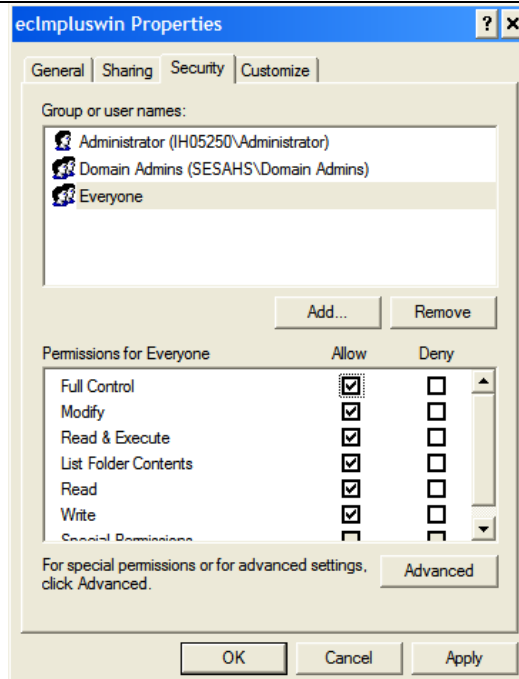 eclmpluswin Properties
General Sharing Security Customize
Group or user names:
Administrator (IH05250\Administrator)
Domain Admins (SESAHS\Domain Admins)
Everyone
Add... Remove
Permissions for Everyone Allow Deny
Full Control
Modify
Read & Execute
List Folder Contents
Read
Write
Special Permissions
For special permissions or for advanced settings,
click Advanced.
Advanced
OK Cancel Apply